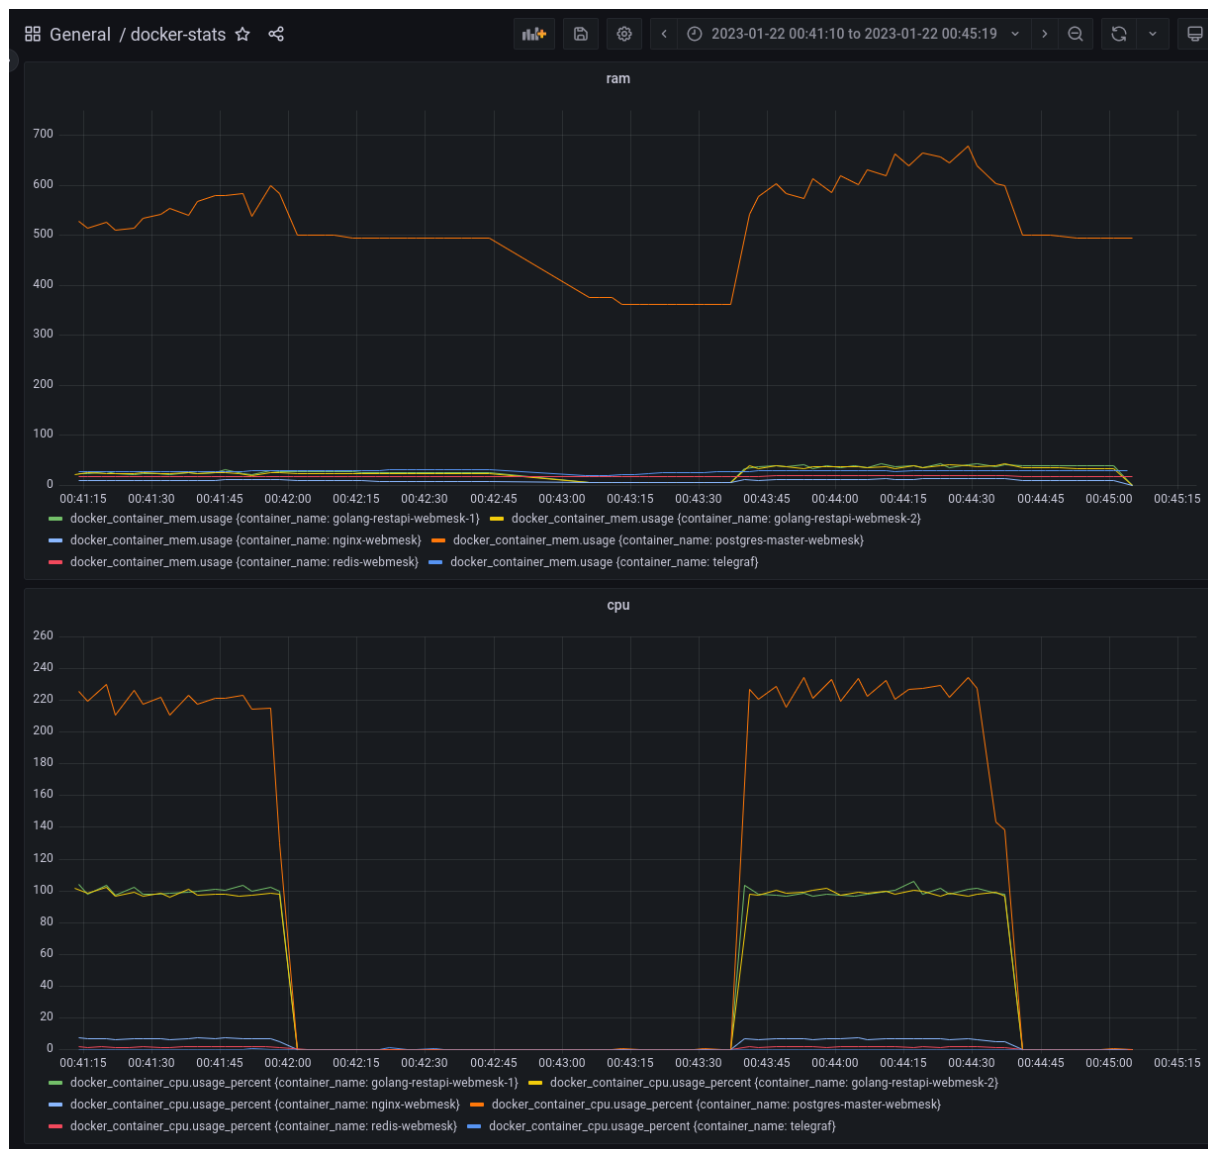 General / docker-stats 2023-01-22 00:41:10 to 2023-01-22 00:45:19
ram
700
600
500
400
300
200
100
0
00:41:15 00:41:30 00:41:45 00:42:00 00:42:15 00:42:30 00:42:45 00:43:00 00:43:15 00:43:30 00:43:45 00:44:00 00:44:15 00:44:30 00:44:45 00:45:00 00:45:15
docker_container_mem.usage {container_name: golang-restapi-webmesk-1} docker_container_mem.usage {container_name: golang-restapi-webmesk-2}
docker_container_mem.usage {container_name: nginx-webmesk} docker_container_mem.usage {container_name: postgres-master-webmesk}
docker_container_mem.usage {container_name: redis-webmesk} docker_container_mem.usage {container_name: telegraf}
cpu
260
240
220
200
180
160
140
120
100
80
60
40
20
0
00:41:15 00:41:30 00:41:45 00:42:00 00:42:15 00:42:30 00:42:45 00:43:00 00:43:15 00:43:30 00:43:45 00:44:00 00:44:15 00:44:30 00:44:45 00:45:00 00:45:15
docker_container_cpu.usage_percent {container_name: golang-restapi-webmesk-1} docker_container_cpu.usage_percent {container_name: golang-restapi-webmesk-2}
docker_container_cpu.usage_percent {container_name: nginx-webmesk} docker_container_cpu.usage_percent {container_name: postgres-master-webmesk}
docker_container_cpu.usage_percent {container_name: redis-webmesk} docker_container_cpu.usage_percent {container_name: telegraf}